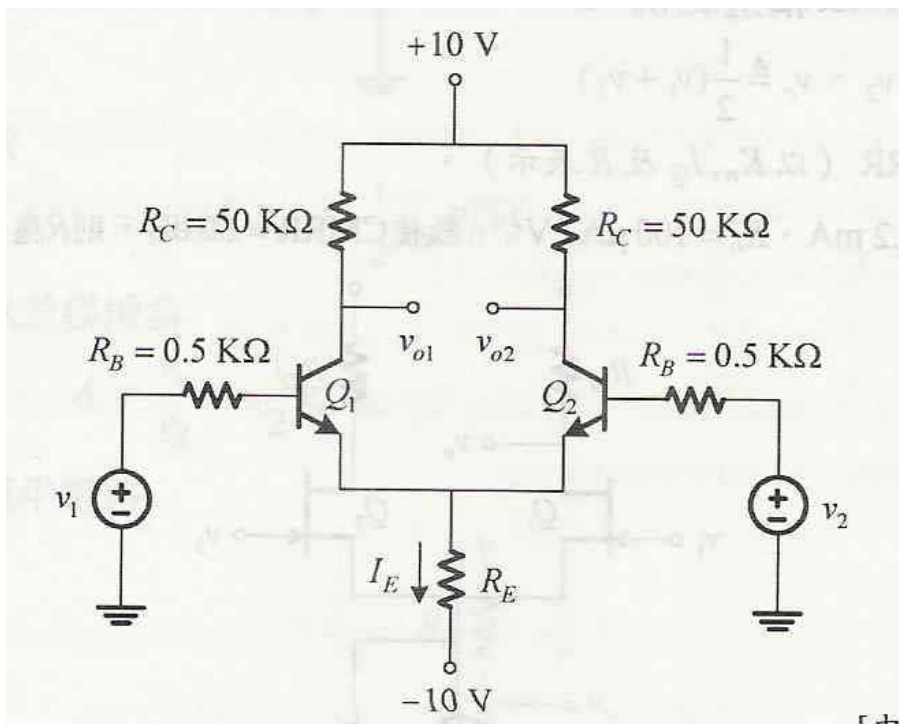 +10 V
R_C = 50 KΩ
R_C = 50 KΩ
v_o1
v_o2
R_B = 0.5 KΩ
R_B = 0.5 KΩ
Q_1
Q_2
v_1
v_2
I_E
R_E
−10 V